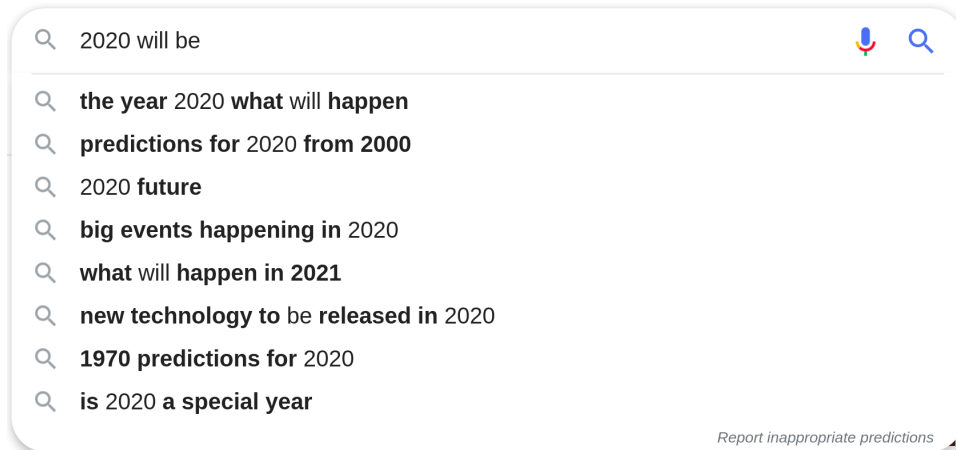 2020 will be
the year 2020 what will happen
predictions for 2020 from 2000
2020 future
big events happening in 2020
what will happen in 2021
new technology to be released in 2020
1970 predictions for 2020
is 2020 a special year
Report inappropriate predictions